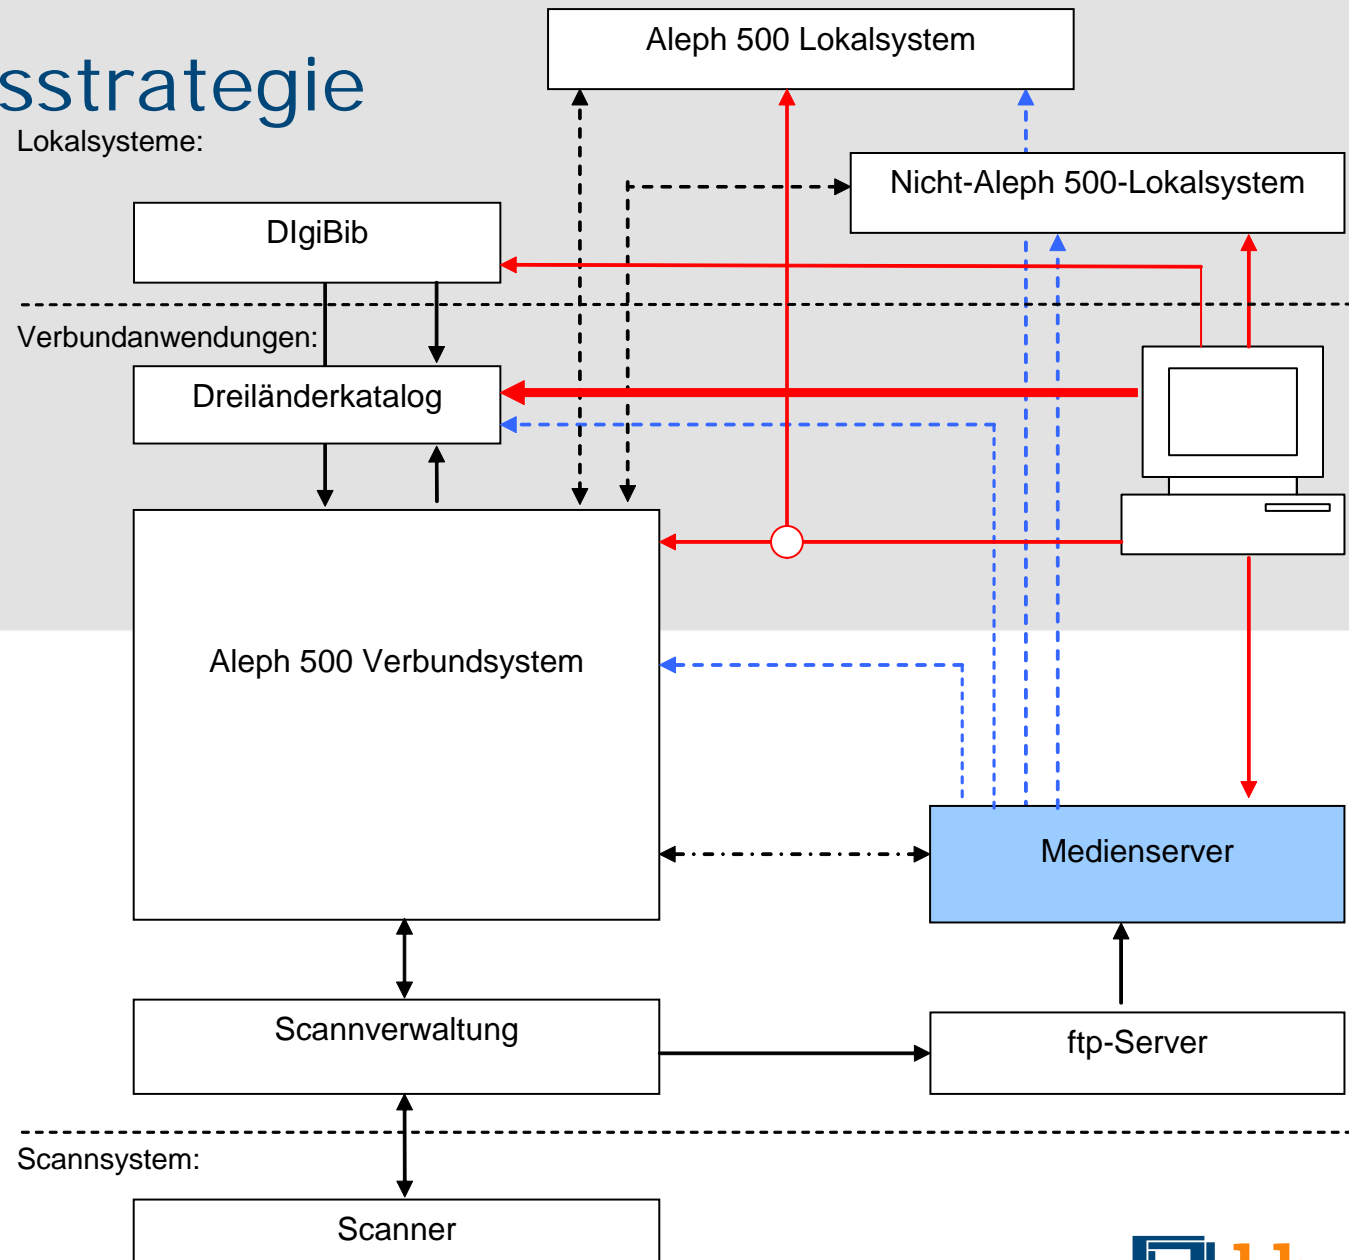 Aleph 500 Lokalsystem
sstrategie
Lokalsysteme:
Nicht-Aleph 500-Lokalsystem
DIgiBib
Verbundanwendungen:
Dreiländerkatalog
Aleph 500 Verbundsystem
Medienserver
Scannverwaltung
ftp-Server
Scannsystem:
Scanner